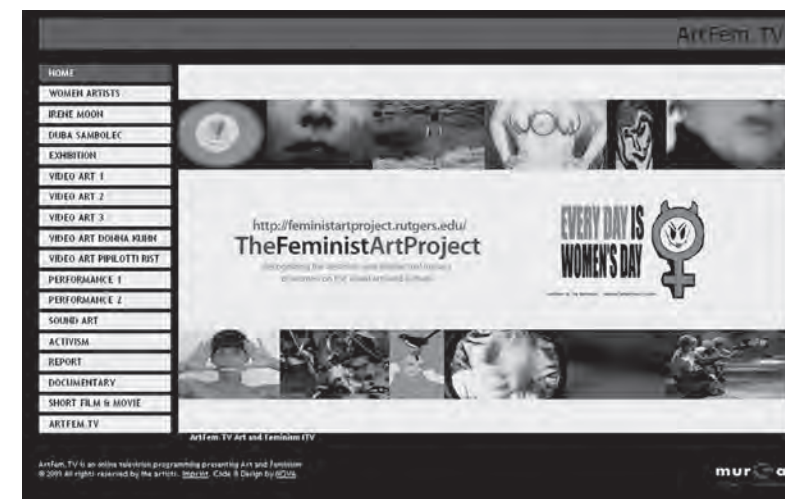 ArtFem.TV
HOME
WOMEN ARTISTS
IRENE MOON
DUBA SAMBOLEC
EXHIBITION
VIDEO ART 1
VIDEO ART 2
VIDEO ART 3
VIDEO ART DONNA KUHN
VIDEO ART PIPILOTTI RIST
PERFORMANCE 1
PERFORMANCE 2
SOUND ART
ACTIVISM
REPORT
DOCUMENTARY
SHORT FILM & MOVIE
ARTFEM.TV
http://feministartproject.rutgers.edu/
TheFeministArtProject
EVERY DAY IS
WOMEN'S DAY
ArtFem.TV Art and Feminism ITV
ArtFem.TV is an online television programming presenting Art and Feminism
All rights reserved by the artists. Imprint. Code & Design by
mur